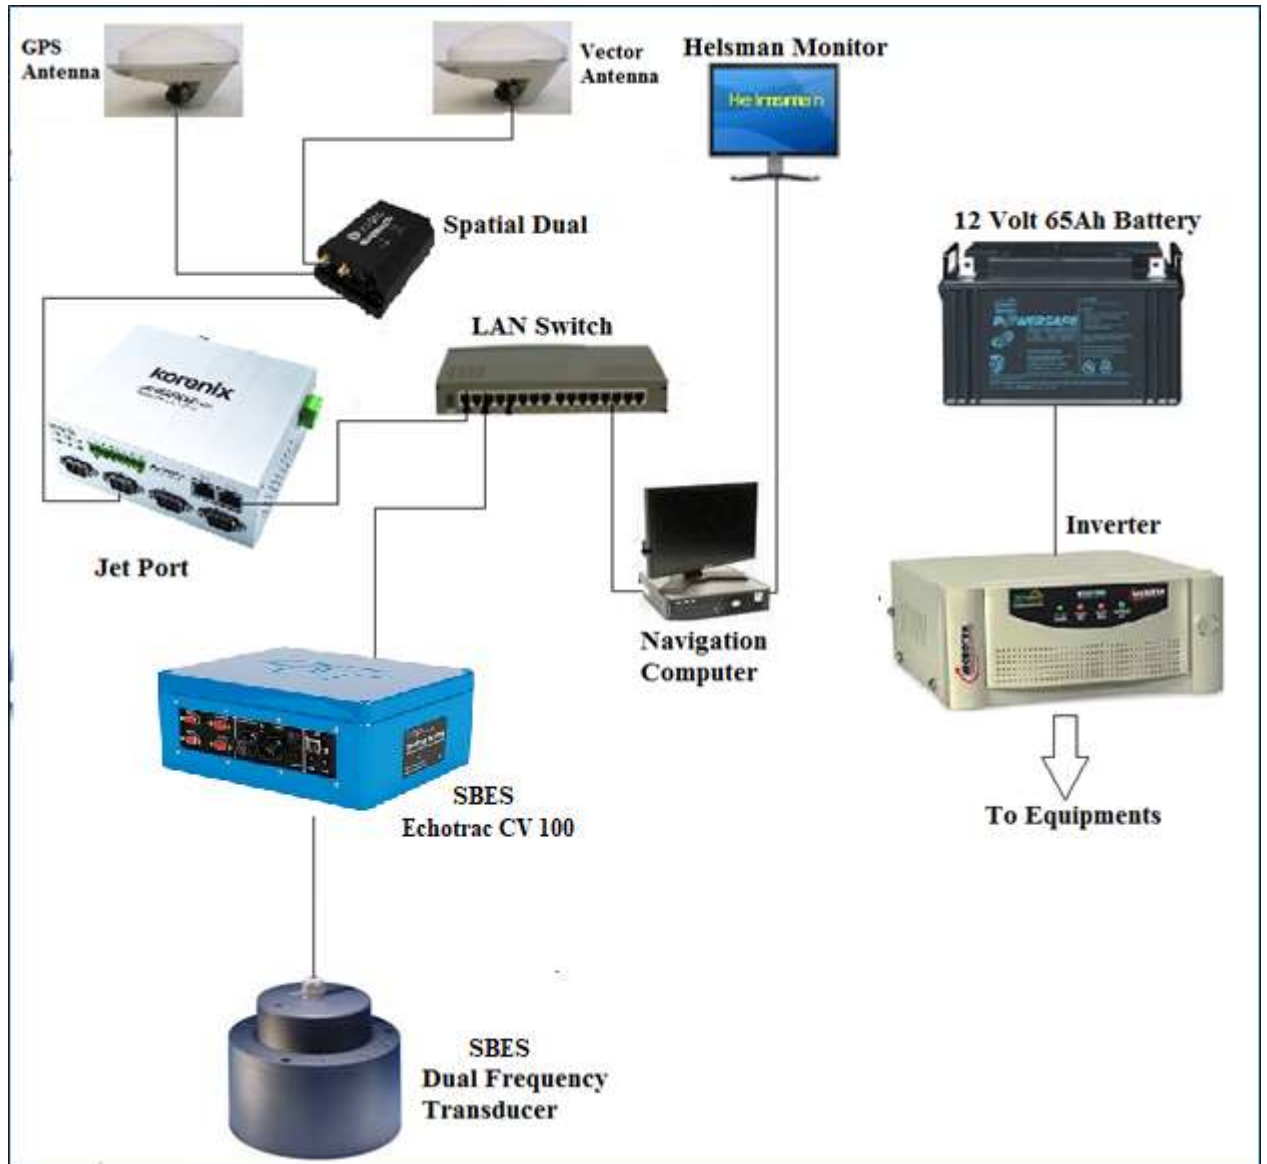 GPS
Antenna
Vector
Antenna
Helsman Monitor
Helmsman
Spatial Dual
12 Volt 65Ah Battery
POWERSAFE
LAN Switch
korenix
Jet Port
Inverter
Navigation
Computer
SBES
Echotrac CV 100
To Equipments
SBES
Dual Frequency
Transducer